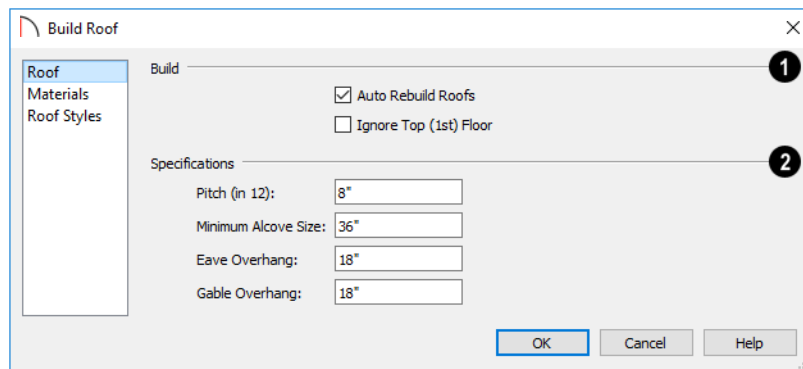 Build Roof
Roof
Materials
Roof Styles
Build
1
Auto Rebuild Roofs
Ignore Top (1st) Floor
Specifications
2
Pitch (in 12): 8"
Minimum Alcove Size: 36"
Eave Overhang: 18"
Gable Overhang: 18"
OK Cancel Help